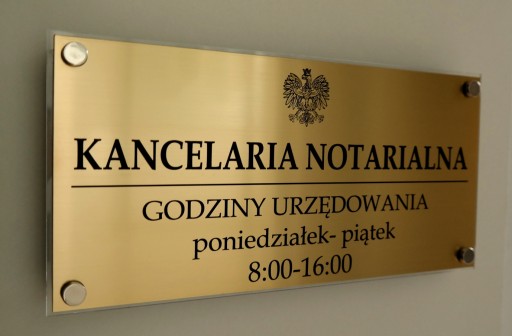 KANCELARIA NOTARIALNA
GODZINY URZĘDOWANIA
poniedziałek- piątek
8:00-16:00